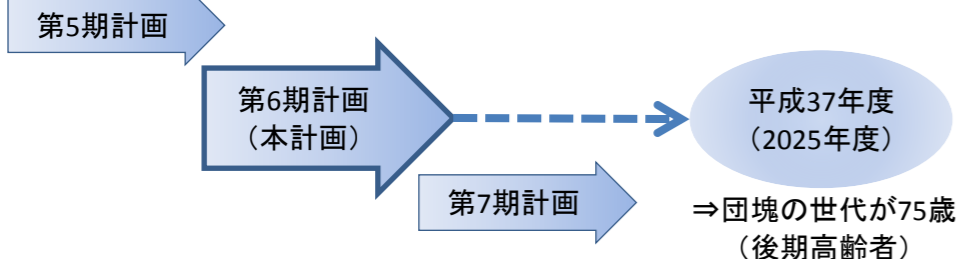 第5期計画
第6期計画
（本計画）
平成37年度
（2025年度）
第7期計画
⇒団塊の世代が75歳
（後期高齢者）